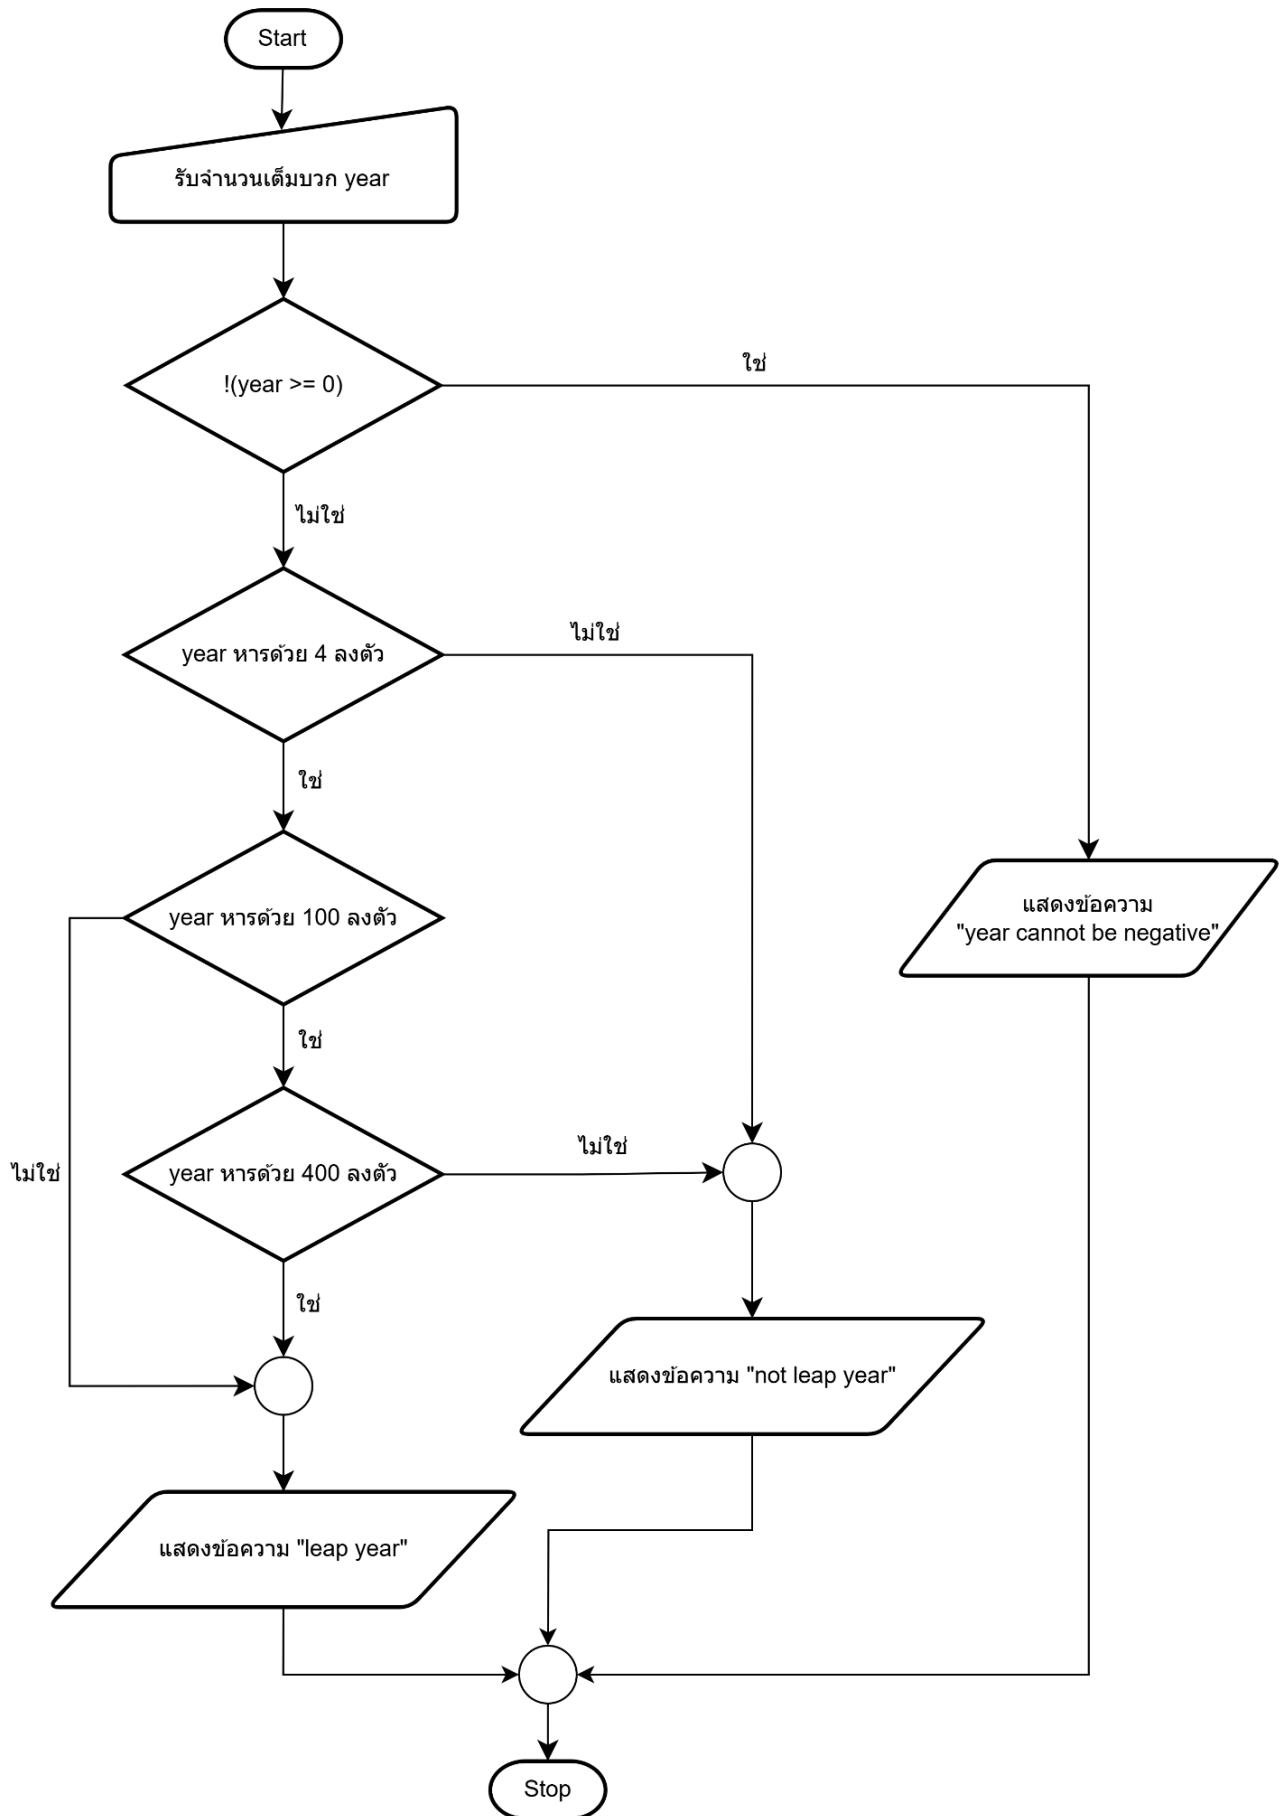 Start
รับจำนวนเต็มบวก year
!(year >= 0)
ใช่
ไม่ใช่
year หารด้วย 4 ลงตัว
ไม่ใช่
ใช่
year หารด้วย 100 ลงตัว
แสดงข้อความ
"year cannot be negative"
ใช่
ไม่ใช่
year หารด้วย 400 ลงตัว
ไม่ใช่
ใช่
แสดงข้อความ "not leap year"
แสดงข้อความ "leap year"
Stop